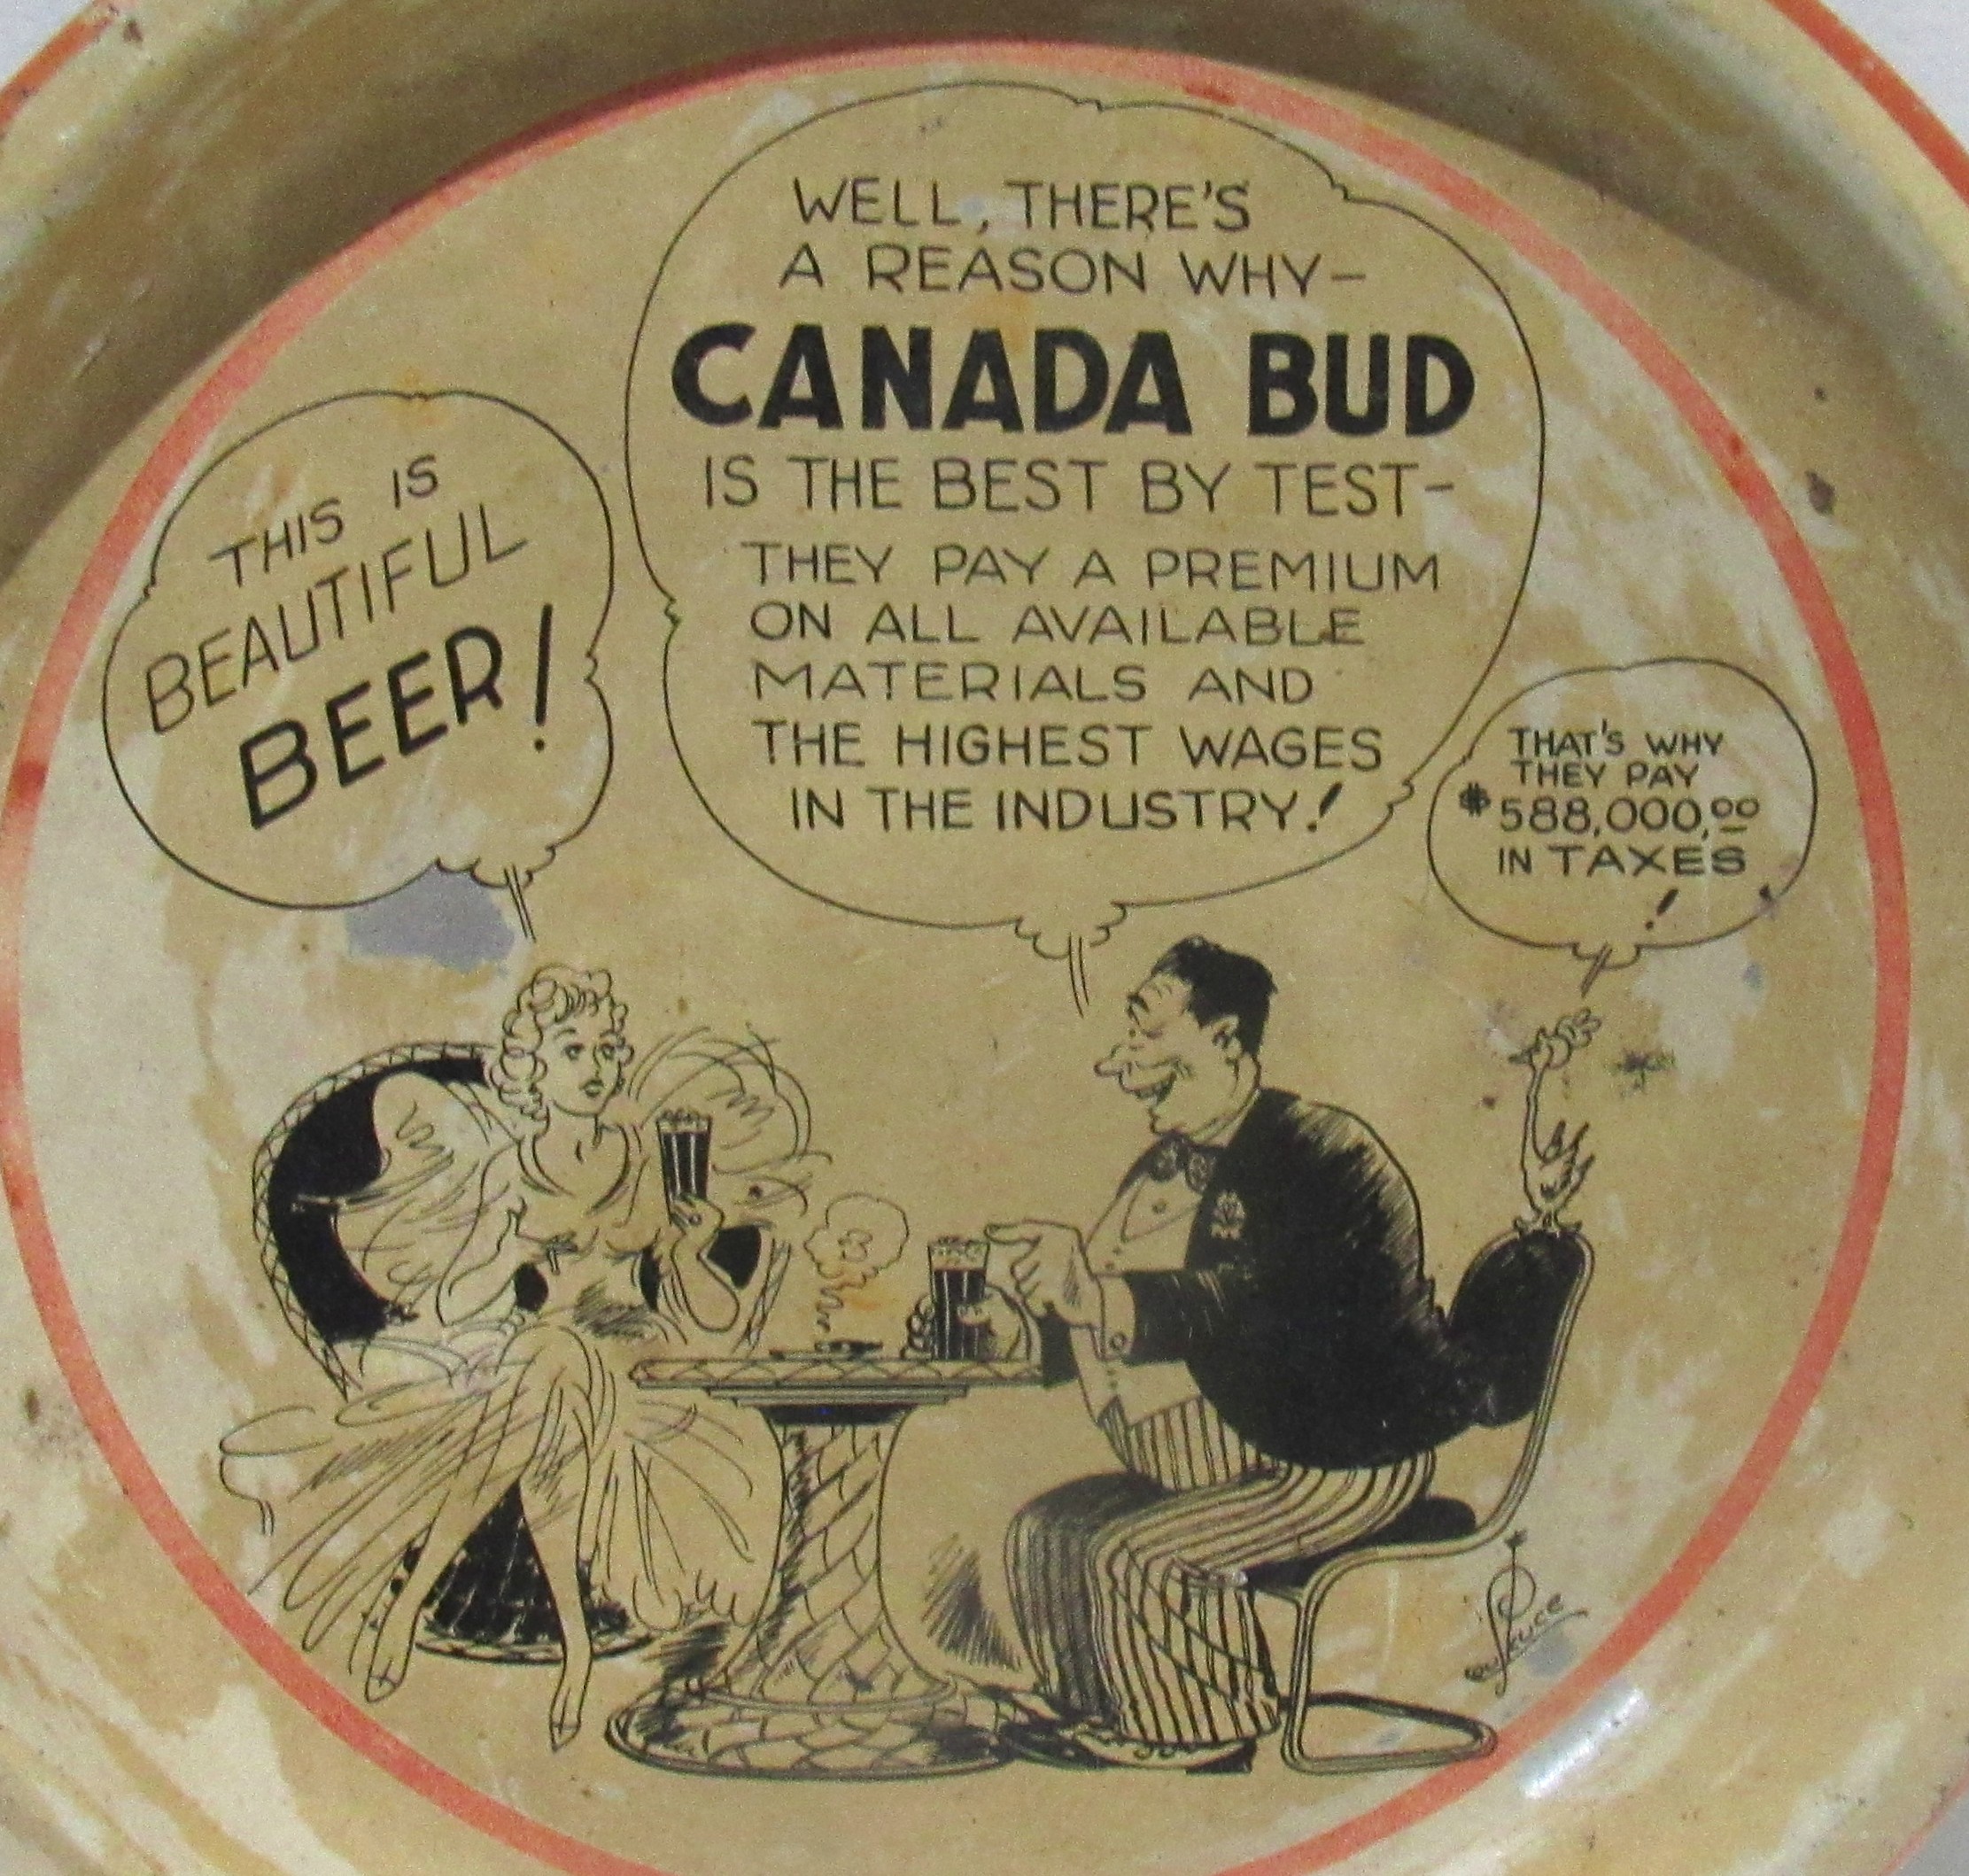 THIS IS
BEAUTIFUL
BEER!
WELL, THERE'S
A REASON WHY-
CANADA BUD
IS THE BEST BY TEST-
THEY PAY A PREMIUM
ON ALL AVAILABLE
MATERIALS AND
THE HIGHEST WAGES
IN THE INDUSTRY!
THAT'S WHY
THEY PAY
$588,000,00
IN TAXES
!